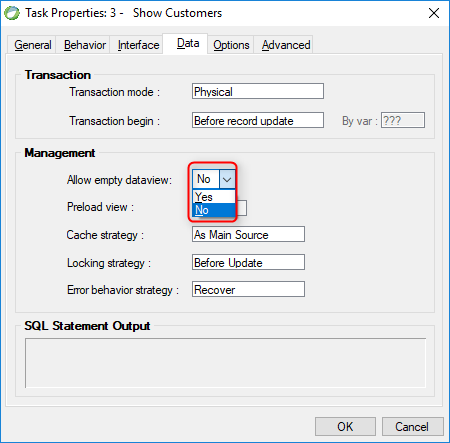 Task Properties: 3 - Show Customers
General Behavior Interface Data Options Advanced
Transaction
Transaction mode : Physical
Transaction begin : Before record update By var : ???
Management
Allow empty dataview: No
Yes
Preload view : No
Cache strategy : As Main Source
Locking strategy : Before Update
Error behavior strategy : Recover
SQL Statement Output
OK Cancel